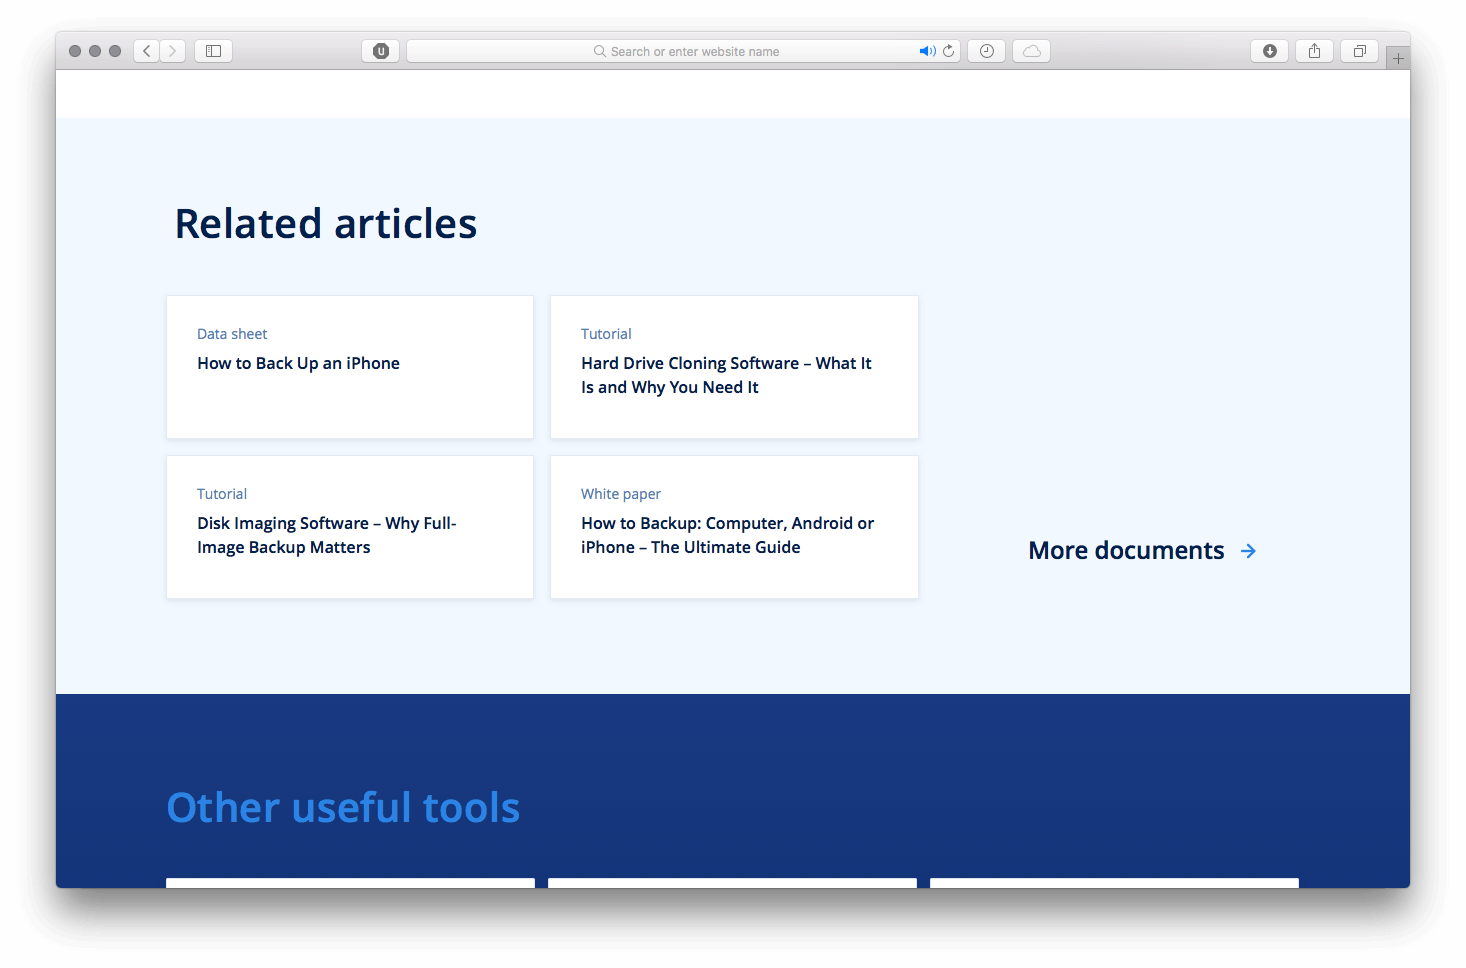 U
Search or enter website name
Related articles
Data sheet
How to Back Up an iPhone
Tutorial
Hard Drive Cloning Software – What It
Is and Why You Need It
Tutorial
Disk Imaging Software – Why Full-
Image Backup Matters
White paper
How to Backup: Computer, Android or
iPhone – The Ultimate Guide
More documents
Other useful tools